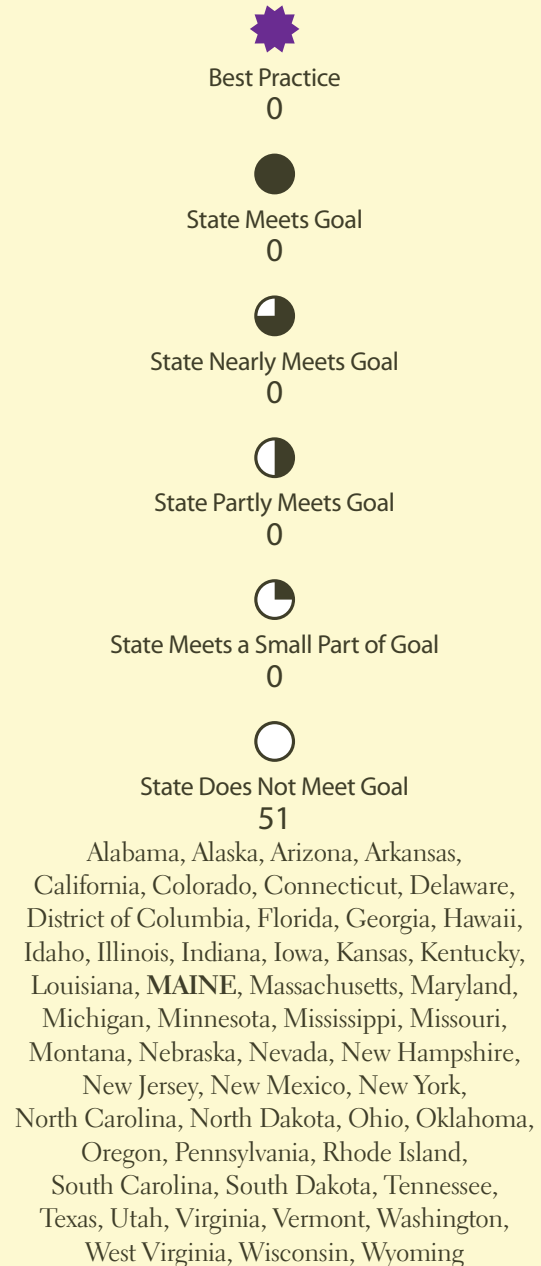 Best Practice
0
State Meets Goal
0
State Nearly Meets Goal
0
State Partly Meets Goal
0
State Meets a Small Part of Goal
0
State Does Not Meet Goal
51
Alabama, Alaska, Arizona, Arkansas,
California, Colorado, Connecticut, Delaware,
District of Columbia, Florida, Georgia, Hawaii,
Idaho, Illinois, Indiana, Iowa, Kansas, Kentucky,
Louisiana, MAINE, Massachusetts, Maryland,
Michigan, Minnesota, Mississippi, Missouri,
Montana, Nebraska, Nevada, New Hampshire,
New Jersey, New Mexico, New York,
North Carolina, North Dakota, Ohio, Oklahoma,
Oregon, Pennsylvania, Rhode Island,
South Carolina, South Dakota, Tennessee,
Texas, Utah, Virginia, Vermont, Washington,
West Virginia, Wisconsin, Wyoming